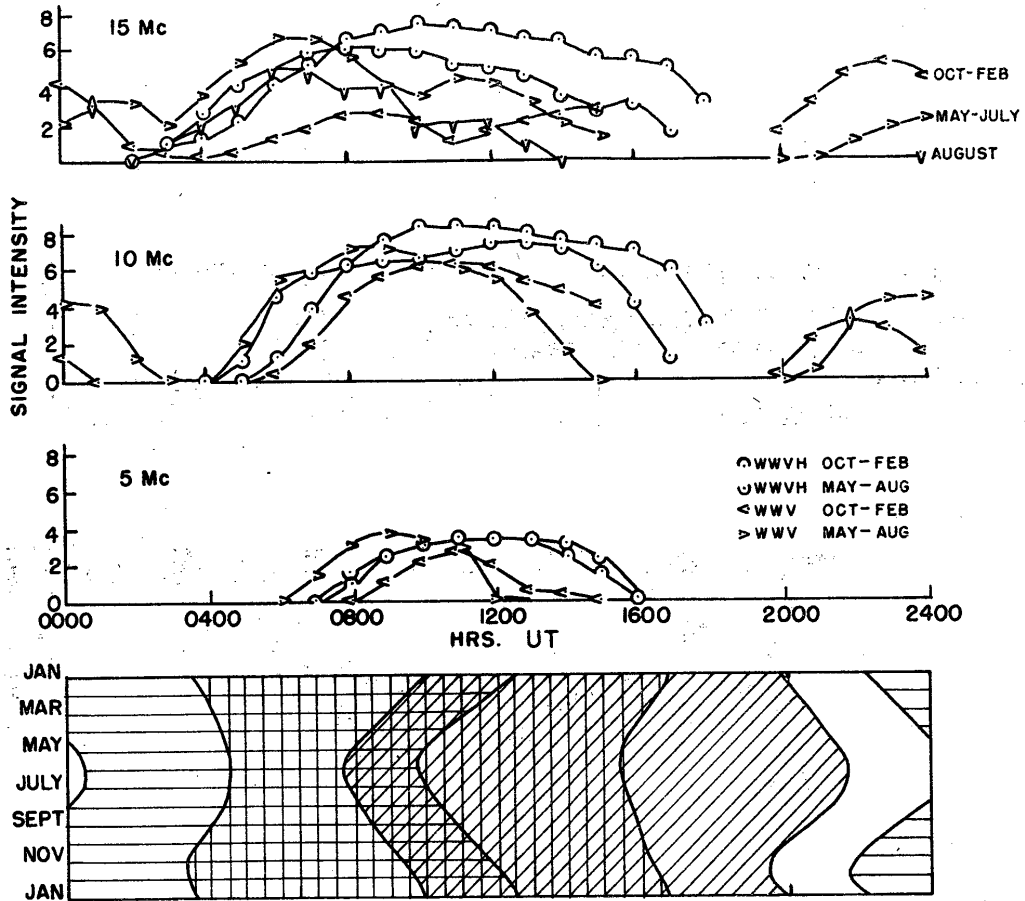 15 Mc
8
6
4
2
OCT-FEB
MAY-JULY
AUGUST
SIGNAL INTENSITY
10 Mc
8
6
4
2
0
5 Mc
8
6
4
2
0
WWVH OCT-FEB
WWVH MAY-AUG
WWV OCT-FEB
WWV MAY-AUG
0000 0400 0800 1200 1600 2000 2400
HRS. UT
JAN
MAR
MAY
JULY
SEPT
NOV
JAN